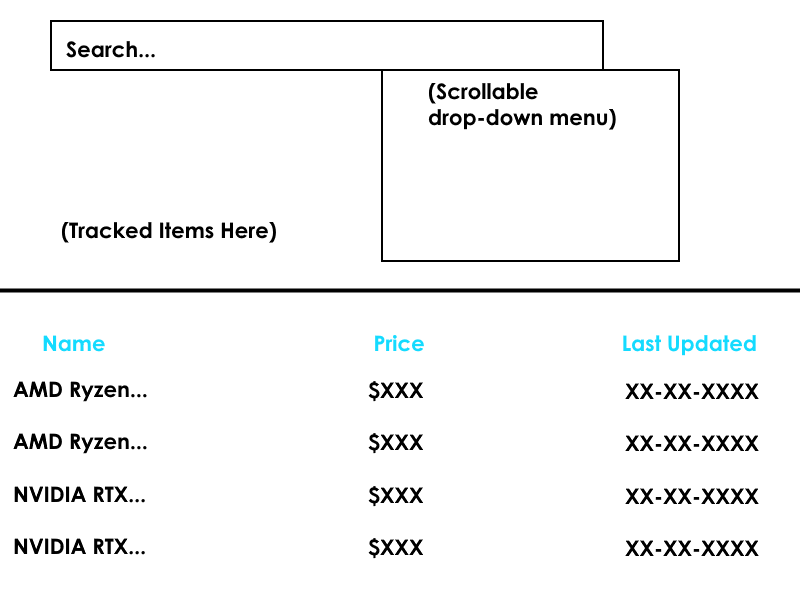 Search...
(Scrollable
drop-down menu)
(Tracked Items Here)
Name Price Last Updated
AMD Ryzen... $XXX XX-XX-XXXX
AMD Ryzen... $XXX XX-XX-XXXX
NVIDIA RTX... $XXX XX-XX-XXXX
NVIDIA RTX... $XXX XX-XX-XXXX